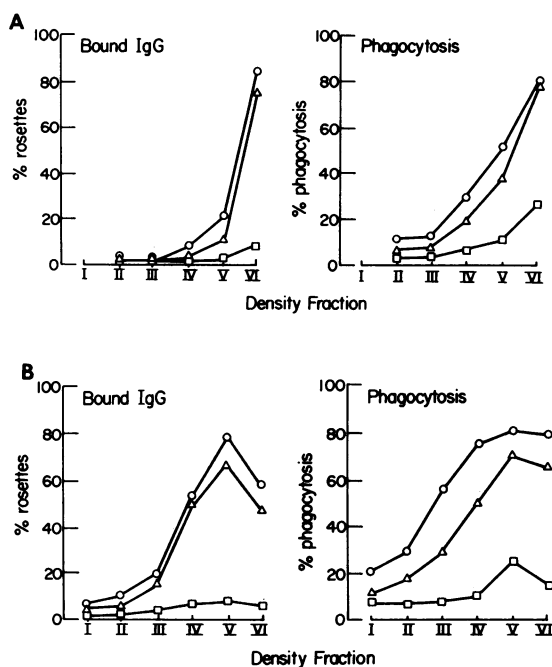 A
Bound IgG
Phagocytosis
% rosettes
100
80
60
40
20
0
I II III IV V VI
% phagocytosis
100
80
60
40
20
0
I II III IV V VI
Density Fraction
B
Bound IgG
Phagocytosis
% rosettes
100
80
60
40
20
0
I II III IV V VI
% phagocytosis
100
80
60
40
20
0
I II III IV V VI
Density Fraction